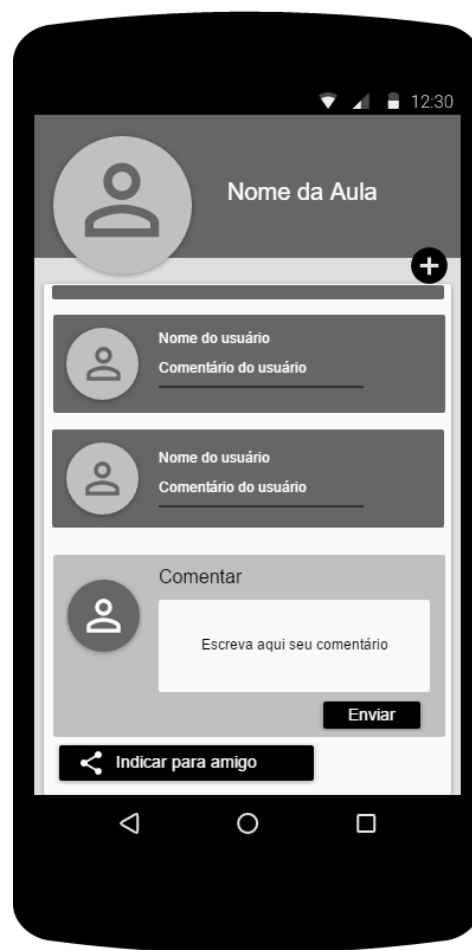 12:30
Nome da Aula
Nome do usuário
Comentário do usuário
Nome do usuário
Comentário do usuário
Comentar
Escreva aqui seu comentário
Enviar
Indicar para amigo